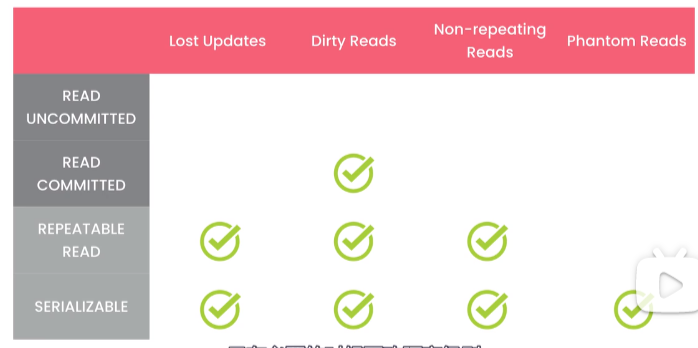 Lost Updates
Dirty Reads
Non-repeating
Reads
Phantom Reads
READ
UNCOMMITTED
READ
COMMITTED
REPEATABLE
READ
SERIALIZABLE